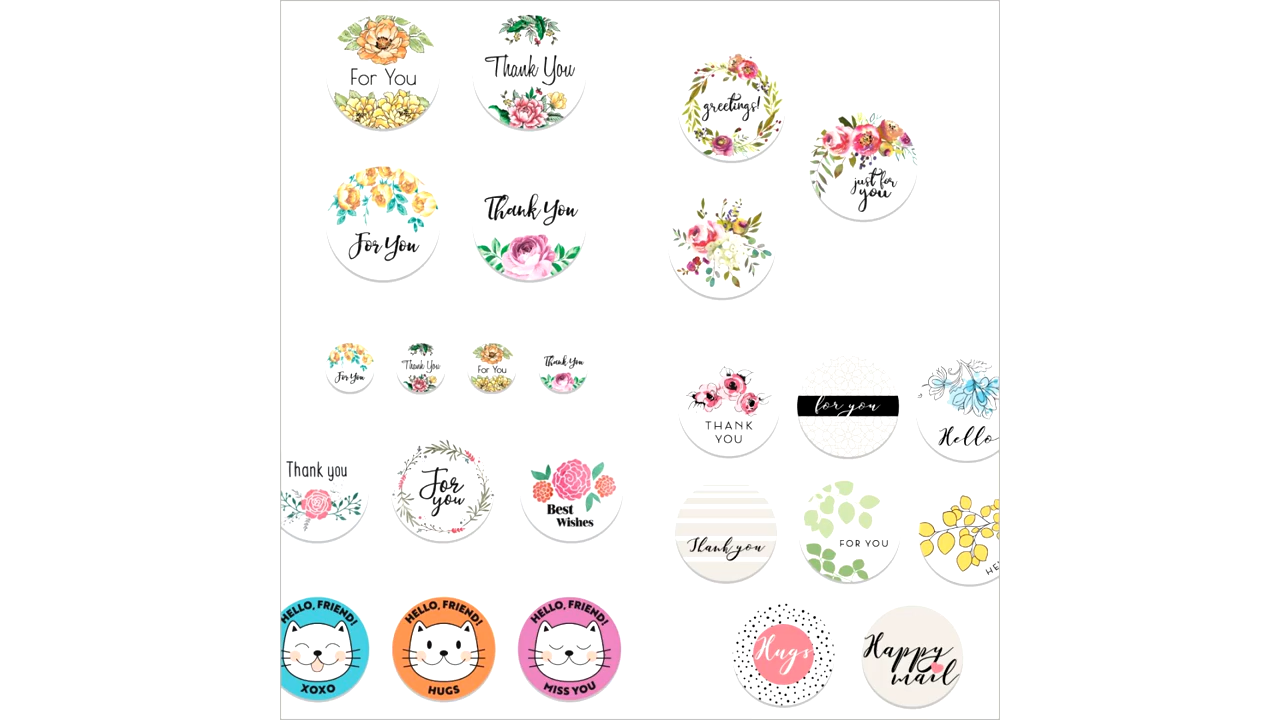 For You
Thank You
greetings!
just for
you
For You
Thank You
For You
Thank You
For You
Thank You
THANK
YOU
for you
Hello
Thank you
For
you
Best
Wishes
Thank you
FOR YOU
HE
HELLO, FRIEND!
XOXO
HELLO, FRIEND!
HUGS
HELLO, FRIEND!
MISS YOU
Hugs
Happy
mail